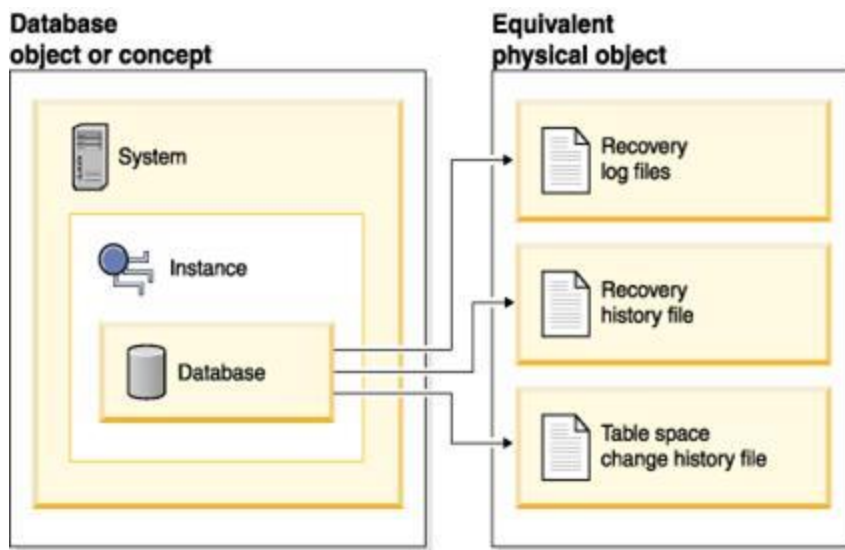 Database
object or concept
System
Instance
Database
Equivalent
physical object
Recovery
log files
Recovery
history file
Table space
change history file